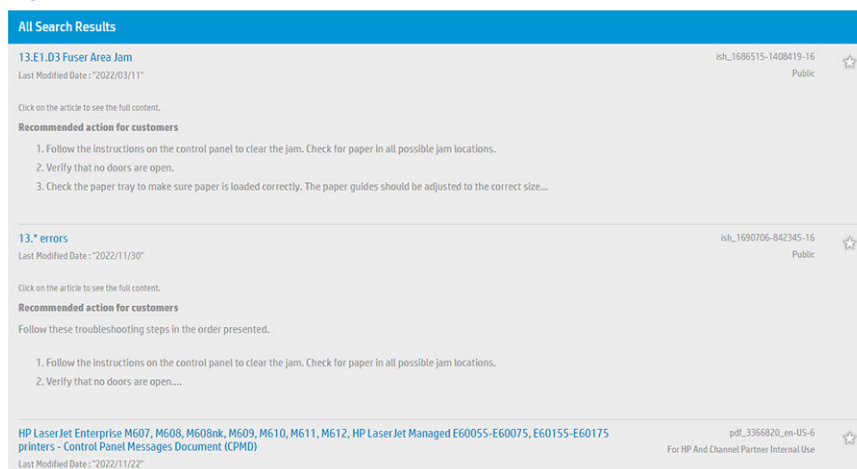 All Search Results
13.E1.D3 Fuser Area Jam
ish_1686515-1408419-16
Last Modified Date : "2022/03/11"
Public
Click on the article to see the full content.
Recommended action for customers
1. Follow the instructions on the control panel to clear the jam. Check for paper in all possible jam locations.
2. Verify that no doors are open.
3. Check the paper tray to make sure paper is loaded correctly. The paper guides should be adjusted to the correct size...
13.* errors
ish_1690706-842345-16
Last Modified Date : "2022/11/30"
Public
Click on the article to see the full content.
Recommended action for customers
Follow these troubleshooting steps in the order presented.
1. Follow the instructions on the control panel to clear the jam. Check for paper in all possible jam locations.
2. Verify that no doors are open....
HP LaserJet Enterprise M607, M608, M608nk, M609, M610, M611, M612, HP LaserJet Managed E60055-E60075, E60155-E60175
pdf_3366820_en-US-6
printers - Control Panel Messages Document (CPMD)
For HP And Channel Partner Internal Use
Last Modified Date : "2022/11/22"